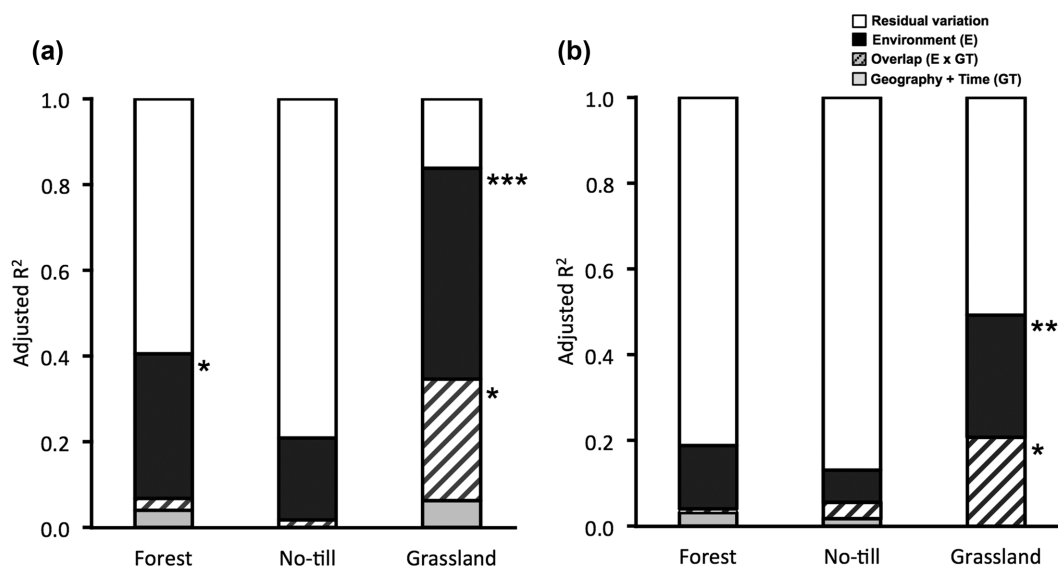 (a)
1.0
0.8
0.6
0.4
0.2
0.0
Adjusted R²
***
*
*
Forest No-till Grassland
(b)
Residual variation
Environment (E)
Overlap (E x GT)
Geography + Time (GT)
1.0
0.8
0.6
0.4
0.2
0.0
Adjusted R²
**
*
Forest No-till Grassland